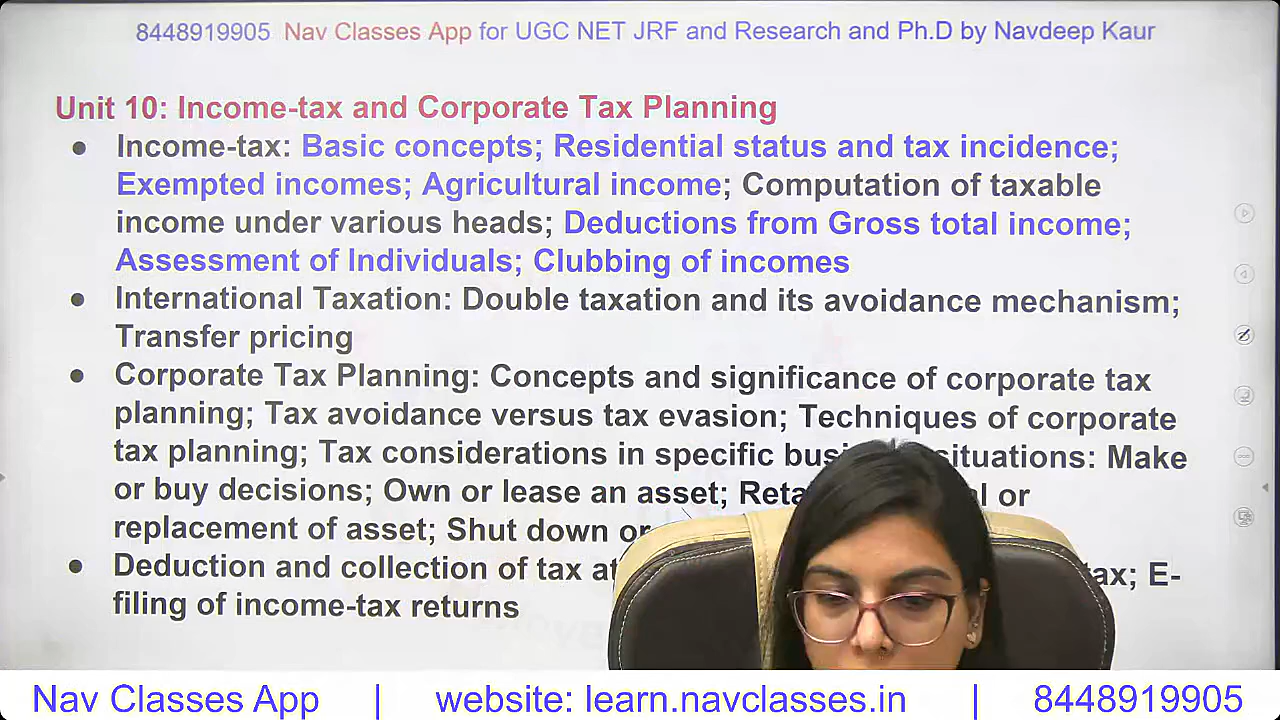 8448919905 Nav Classes App for UGC NET JRF and Research and Ph.D by Navdeep Kaur
Unit 10: Income-tax and Corporate Tax Planning
● Income-tax: Basic concepts; Residential status and tax incidence;
Exempted incomes; Agricultural income; Computation of taxable
income under various heads; Deductions from Gross total income;
Assessment of Individuals; Clubbing of incomes
● International Taxation: Double taxation and its avoidance mechanism;
Transfer pricing
● Corporate Tax Planning: Concepts and significance of corporate tax
planning; Tax avoidance versus tax evasion; Techniques of corporate
tax planning; Tax considerations in specific situations: Make
or buy decisions; Own or lease an asset; or
replacement of asset; Shut down or
● Deduction and collection of tax at tax; E-
filing of income-tax returns
Nav Classes App | website: learn.navclasses.in | 8448919905